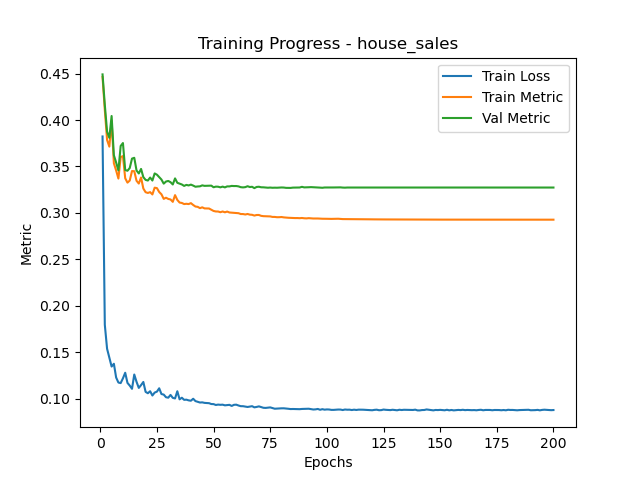 Training Progress - house_sales
Train Loss
Train Metric
Val Metric
Metric
0.45
0.40
0.35
0.30
0.25
0.20
0.15
0.10
0
25
50
75
100
125
150
175
200
Epochs